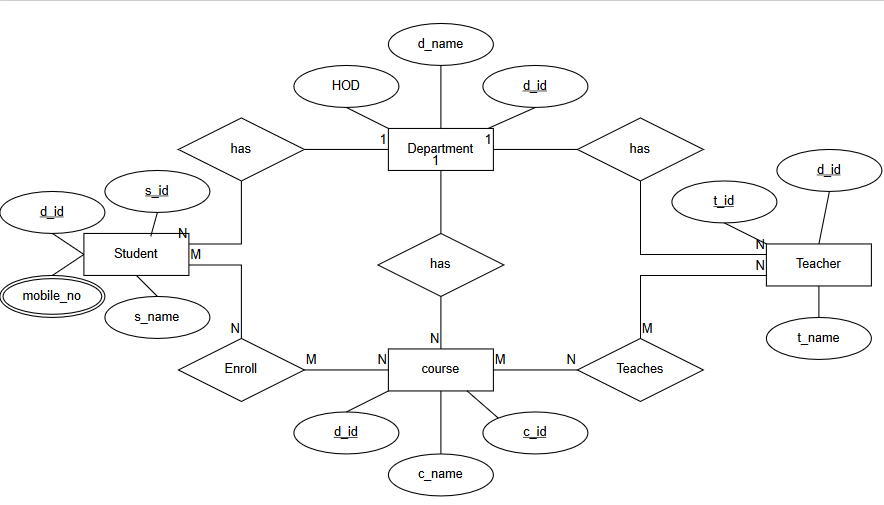 d_name
HOD
d_id
has
1
Department
1
1
has
d_id
s_id
d_id
t_id
N
Student
M
N
Teacher
N
has
mobile_no
s_name
N
N
M
t_name
Enroll
M
N
course
M
N
Teaches
d_id
c_id
c_name